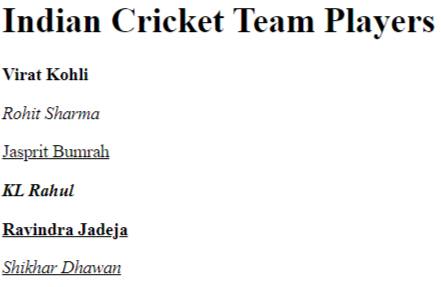 Indian Cricket Team Players
Virat Kohli
Rohit Sharma
Jasprit Bumrah
KL Rahul
Ravindra Jadeja
Shikhar Dhawan